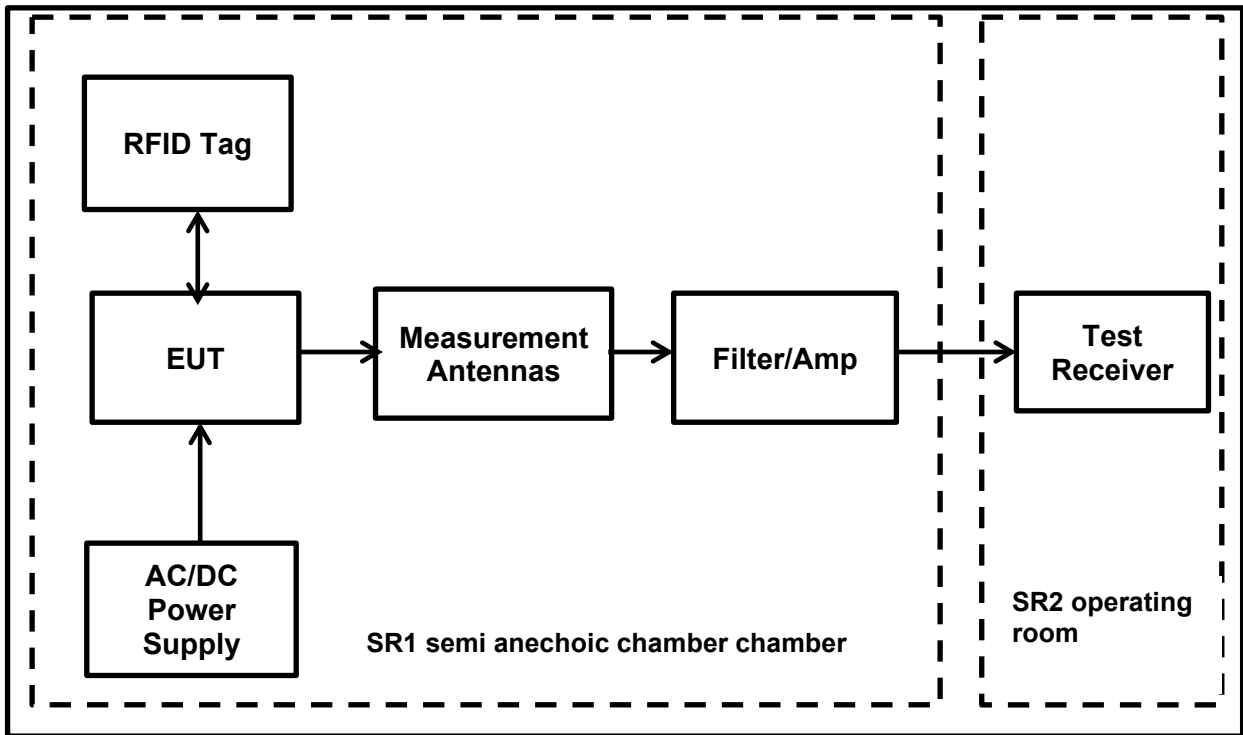 RFID Tag
EUT
Measurement
Antennas
Filter/Amp
Test
Receiver
AC/DC
Power
Supply
SR1 semi anechoic chamber chamber
SR2 operating
room